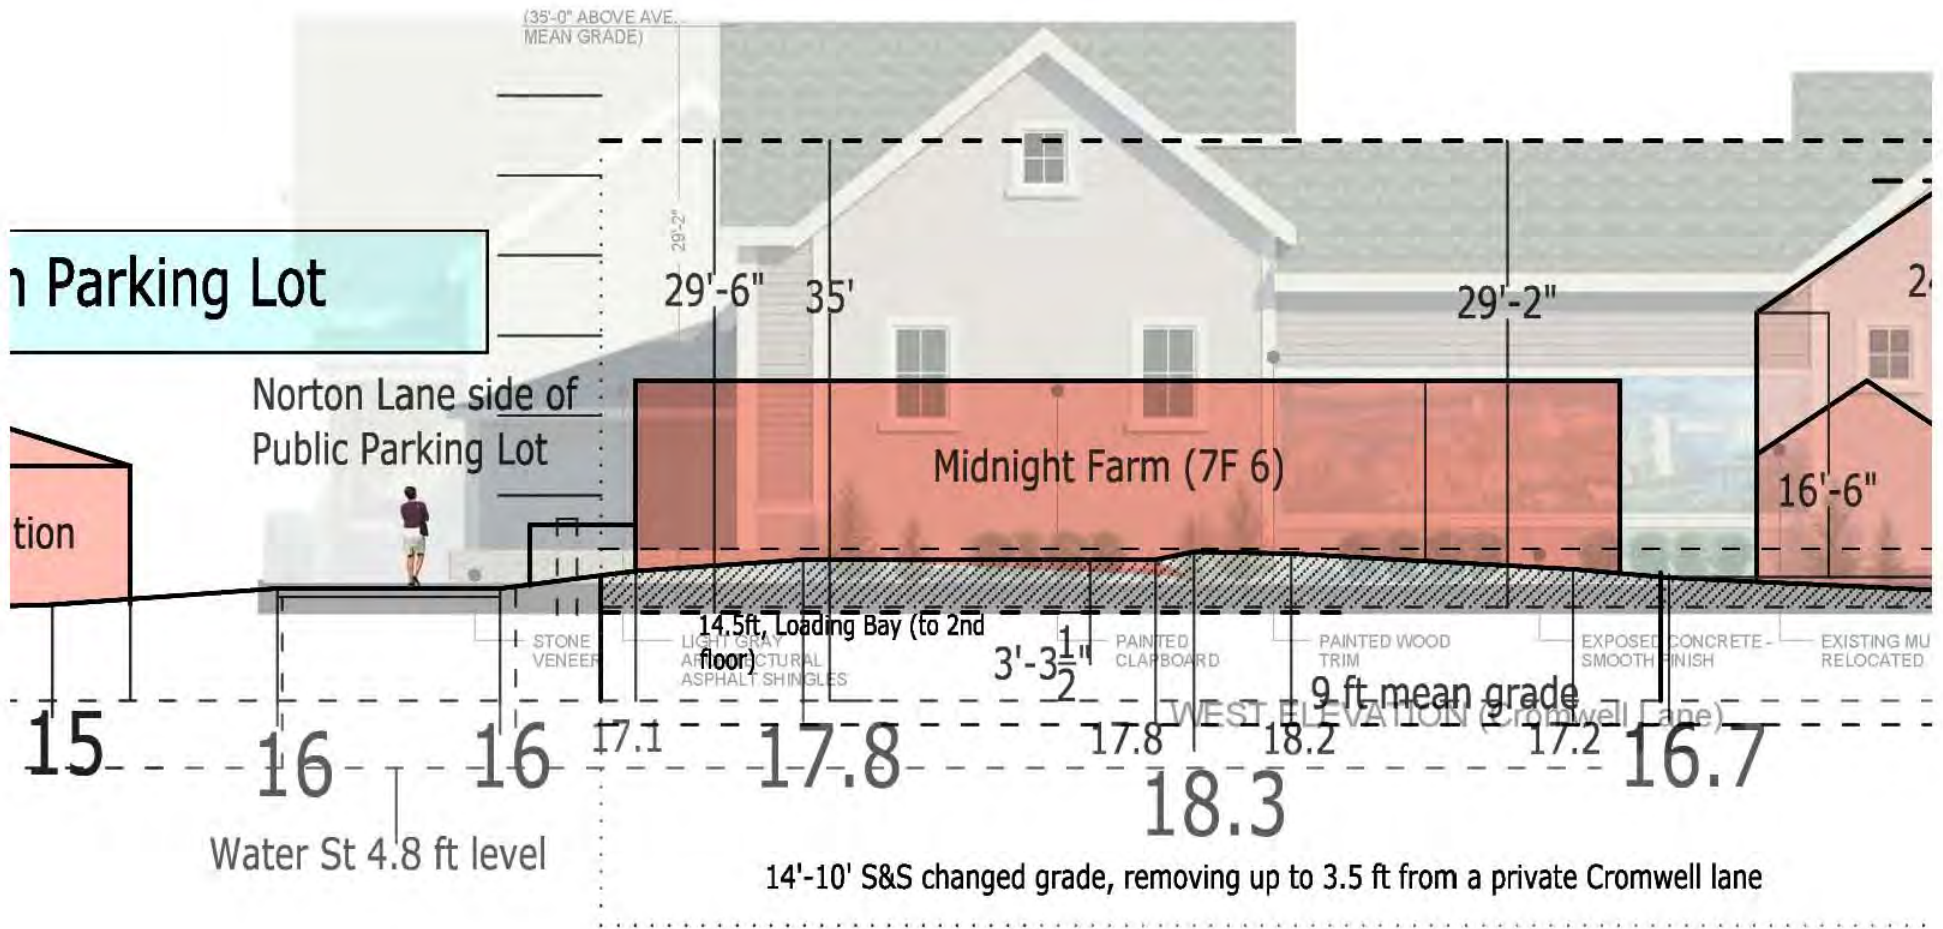 (35'-0" ABOVE AVE.
MEAN GRADE)
29'-2"
n Parking Lot
29'-6"
35'
29'-2"
24
Norton Lane side of
Public Parking Lot
Midnight Farm (7F 6)
16'-6"
tion
14.5ft, Loading Bay (to 2nd
floor)
STONE
VENEER
LIGHT GRAY
ARCHITECTURAL
ASPHALT SHINGLES
3'-3 1/2"
PAINTED
CLAPBOARD
PAINTED WOOD
TRIM
EXPOSED CONCRETE -
SMOOTH FINISH
EXISTING MU
RELOCATED
9 ft mean grade
WEST ELEVATION (Cromwell Lane)
15
16
16
17.1
17.8
17.8
18.2
17.2
16.7
18.3
Water St 4.8 ft level
14'-10' S&S changed grade, removing up to 3.5 ft from a private Cromwell lane